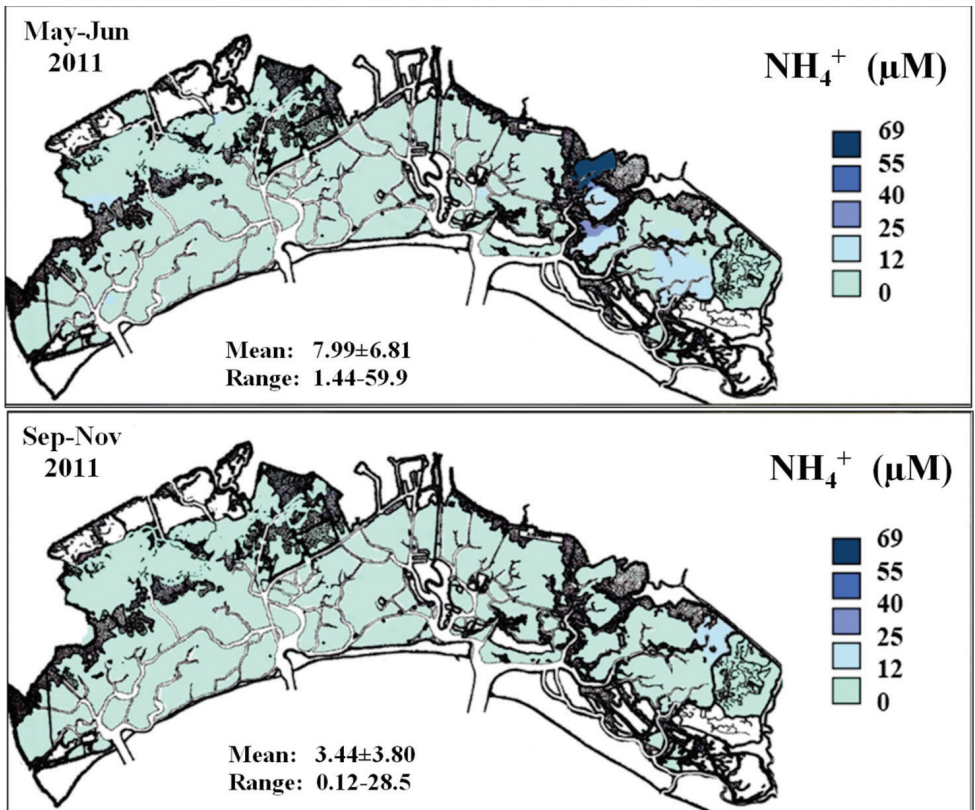 May-Jun
2011
NH₄⁺ (µM)
69
55
40
25
12
0
Mean: 7.99±6.81
Range: 1.44-59.9
Sep-Nov
2011
NH₄⁺ (µM)
69
55
40
25
12
0
Mean: 3.44±3.80
Range: 0.12-28.5